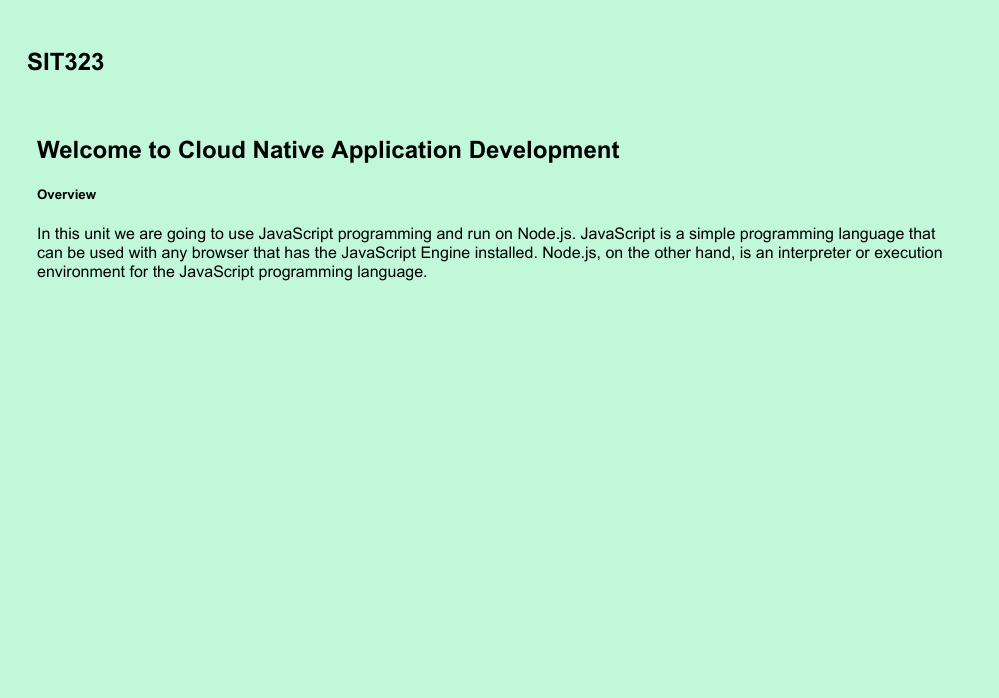 SIT323
Welcome to Cloud Native Application Development
Overview
In this unit we are going to use JavaScript programming and run on Node.js. JavaScript is a simple programming language that
can be used with any browser that has the JavaScript Engine installed. Node.js, on the other hand, is an interpreter or execution
environment for the JavaScript programming language.